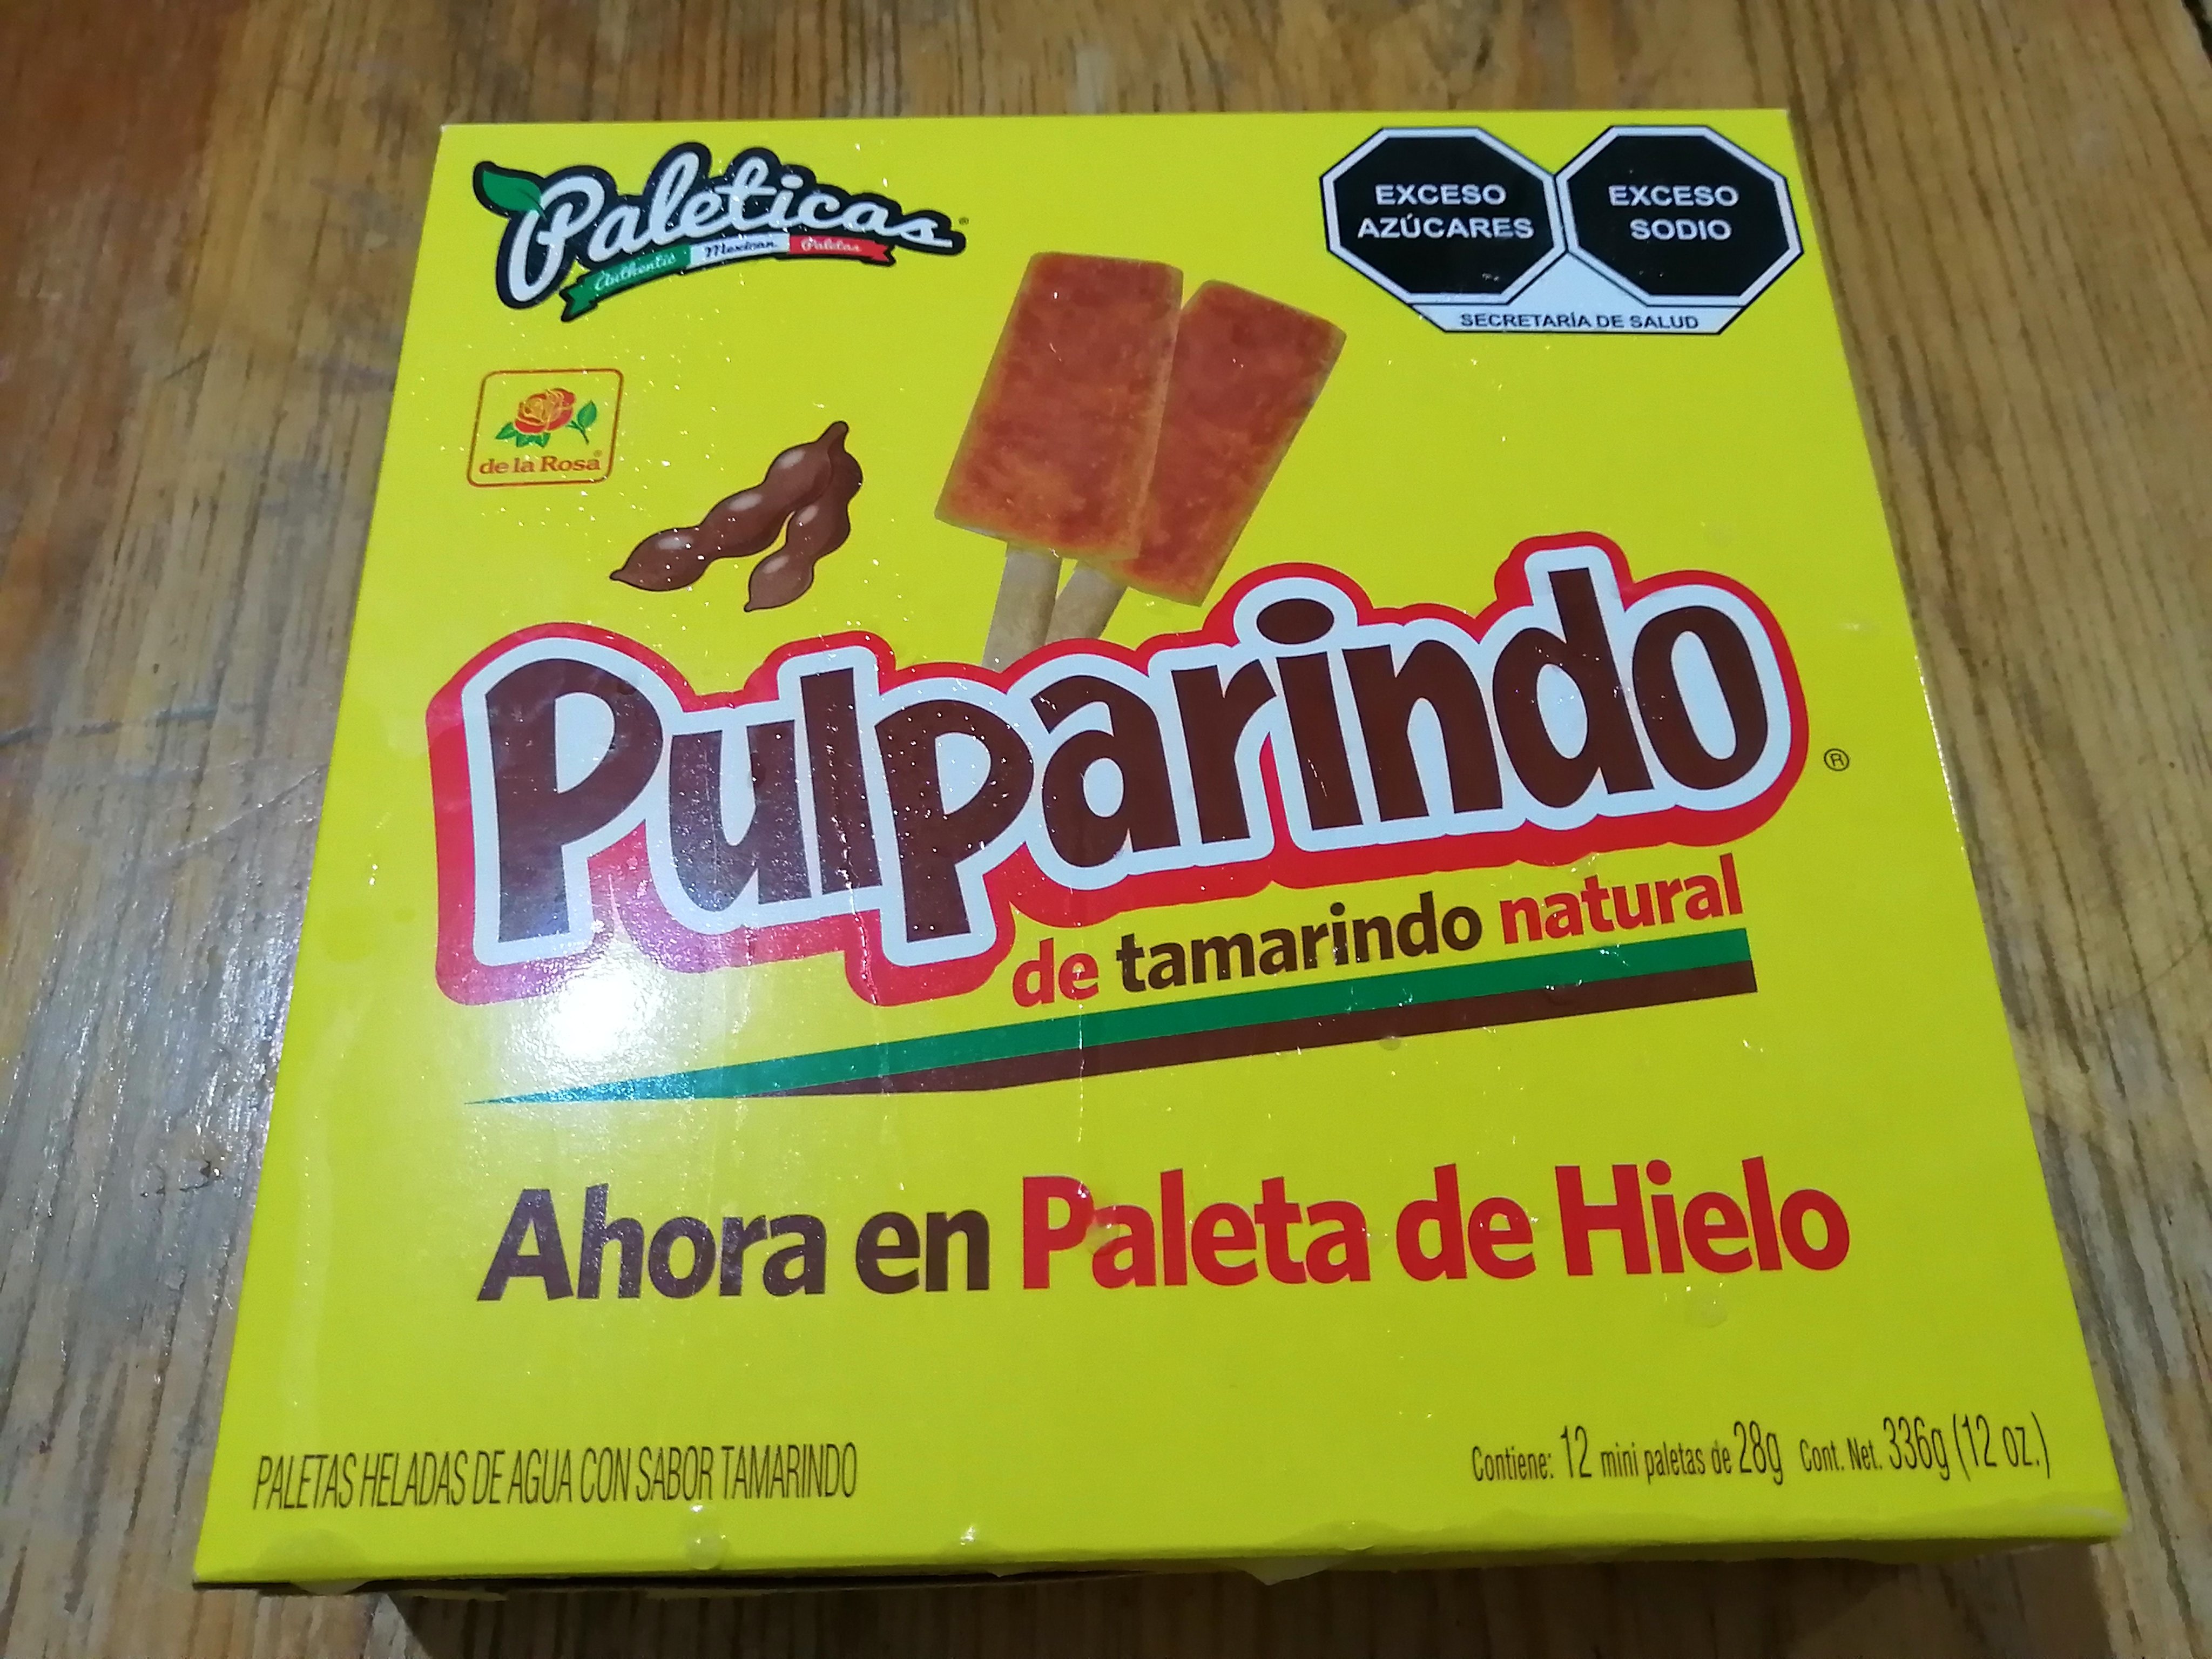 Paleticas
Authentic Mexican Paletas
EXCESO
AZÚCARES
EXCESO
SODIO
SECRETARÍA DE SALUD
de la Rosa®
Pulparindo®
de tamarindo natural
Ahora en Paleta de Hielo
PALETAS HELADAS DE AGUA CON SABOR TAMARINDO
Contiene: 12 mini paletas de 28g Cont. Net. 336g (12 oz.)